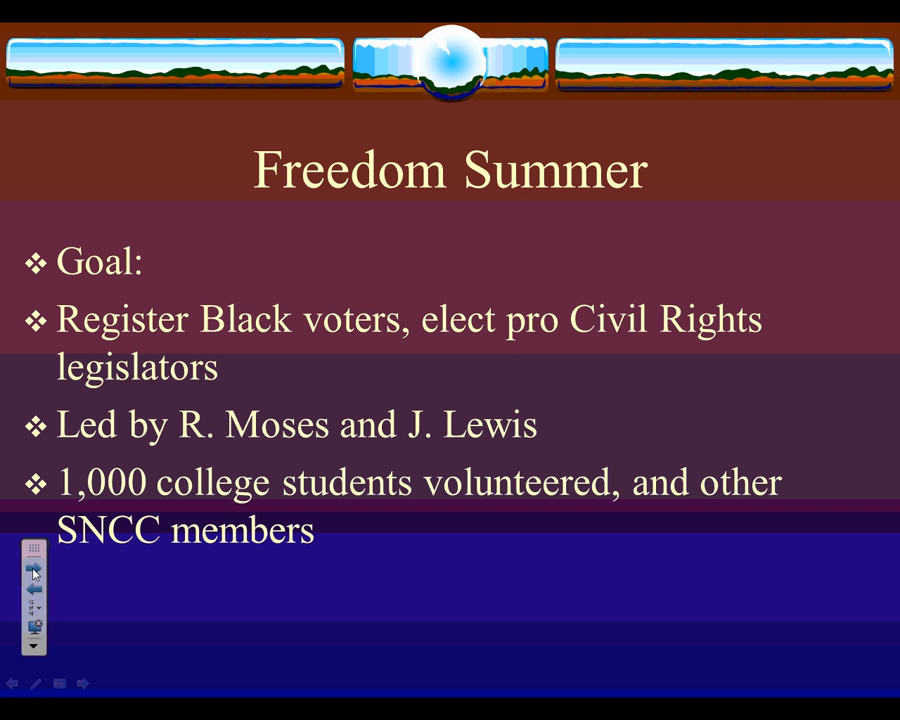 Freedom Summer
Goal:
Register Black voters, elect pro Civil Rights
legislators
Led by R. Moses and J. Lewis
1,000 college students volunteered, and other
SNCC members